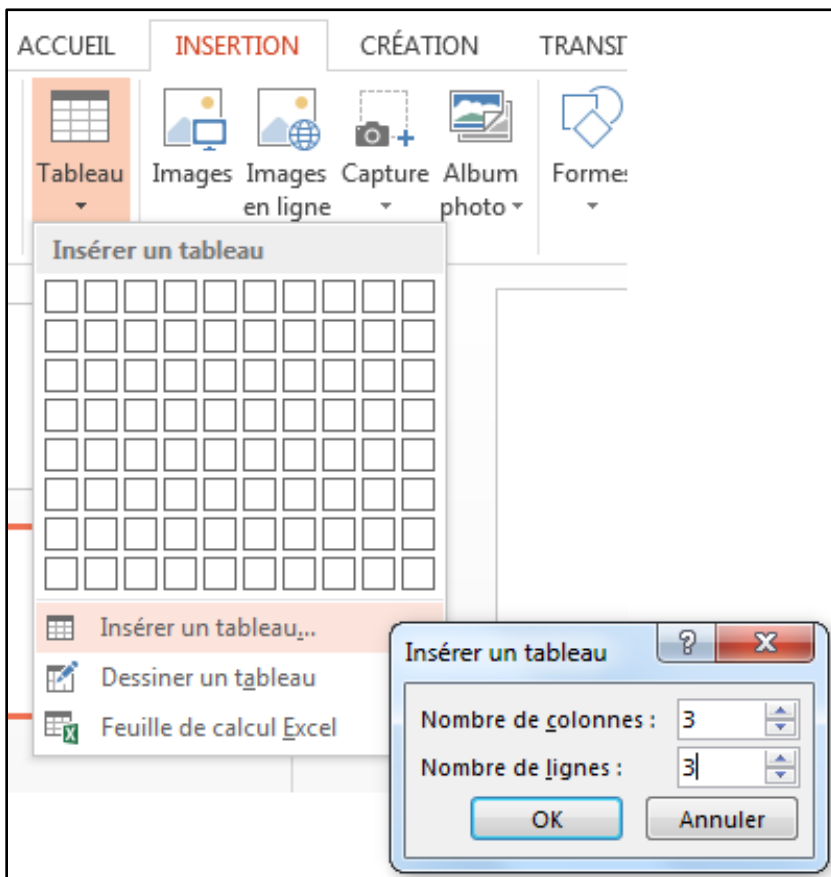 ACCUEIL INSERTION CRÉATION TRANSI
Tableau Images Images Capture Album Formes
en ligne photo
Insérer un tableau
Insérer un tableau...
Dessiner un tableau
Feuille de calcul Excel
Insérer un tableau
Nombre de colonnes : 3
Nombre de lignes : 3
OK Annuler